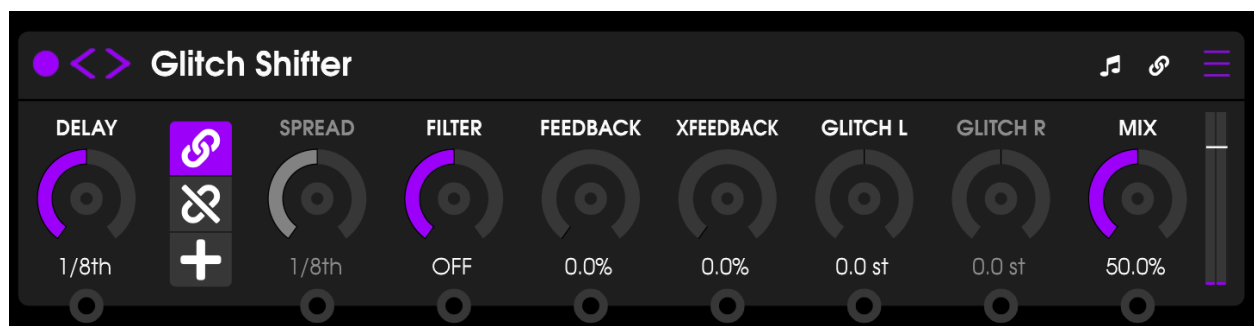 Glitch Shifter
DELAY SPREAD FILTER FEEDBACK XFEEDBACK GLITCH L GLITCH R MIX
1/8th 1/8th OFF 0.0% 0.0% 0.0 st 0.0 st 50.0%